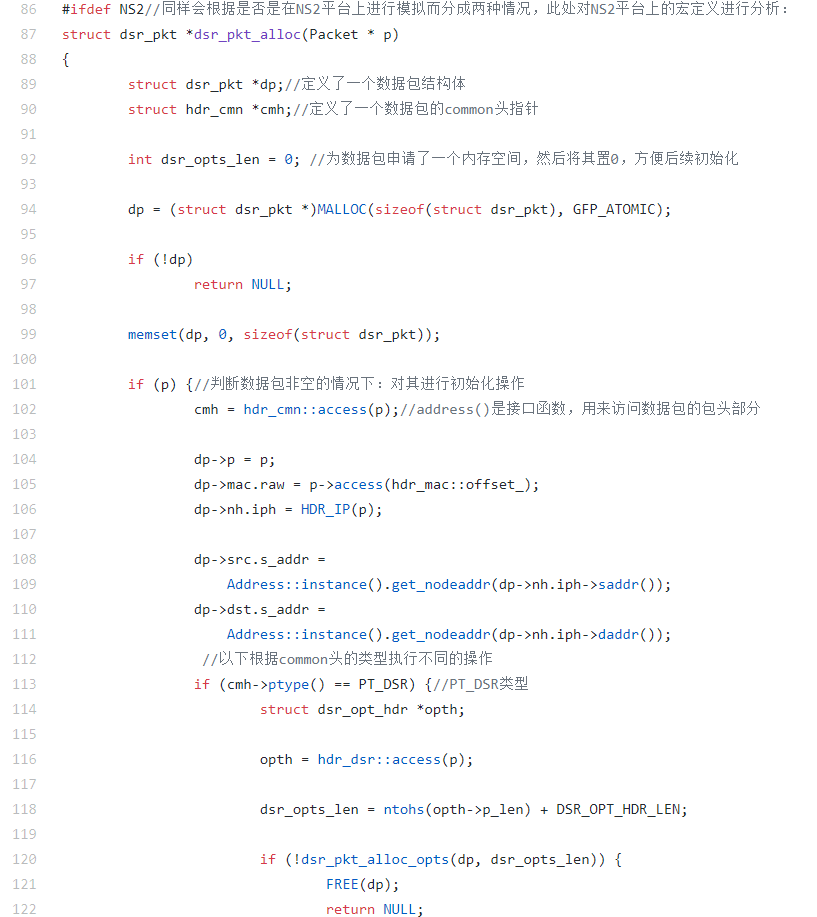 86 #ifdef NS2//同样会根据是否是在NS2平台上进行模拟而分成两种情况，此处对NS2平台上的宏定义进行分析：
87 struct dsr_pkt *dsr_pkt_alloc(Packet * p)
88 {
89 struct dsr_pkt *dp;//定义了一个数据包结构体
90 struct hdr_cmn *cmh;//定义了一个数据包的common头指针
91
92 int dsr_opts_len = 0; //为数据包申请了一个内存空间，然后将其置0，方便后续初始化
93
94 dp = (struct dsr_pkt *)MALLOC(sizeof(struct dsr_pkt), GFP_ATOMIC);
95
96 if (!dp)
97 return NULL;
98
99 memset(dp, 0, sizeof(struct dsr_pkt));
100
101 if (p) {//判断数据包非空的情况下：对其进行初始化操作
102 cmh = hdr_cmn::access(p);//address()是接口函数，用来访问数据包的包头部分
103
104 dp->p = p;
105 dp->mac.raw = p->access(hdr_mac::offset_);
106 dp->nh.iph = HDR_IP(p);
107
108 dp->src.s_addr =
109 Address::instance().get_nodeaddr(dp->nh.iph->saddr());
110 dp->dst.s_addr =
111 Address::instance().get_nodeaddr(dp->nh.iph->daddr());
112 //以下根据common头的类型执行不同的操作
113 if (cmh->ptype() == PT_DSR) {//PT_DSR类型
114 struct dsr_opt_hdr *opth;
115
116 opth = hdr_dsr::access(p);
117
118 dsr_opts_len = ntohs(opth->p_len) + DSR_OPT_HDR_LEN;
119
120 if (!dsr_pkt_alloc_opts(dp, dsr_opts_len)) {
121 FREE(dp);
122 return NULL;